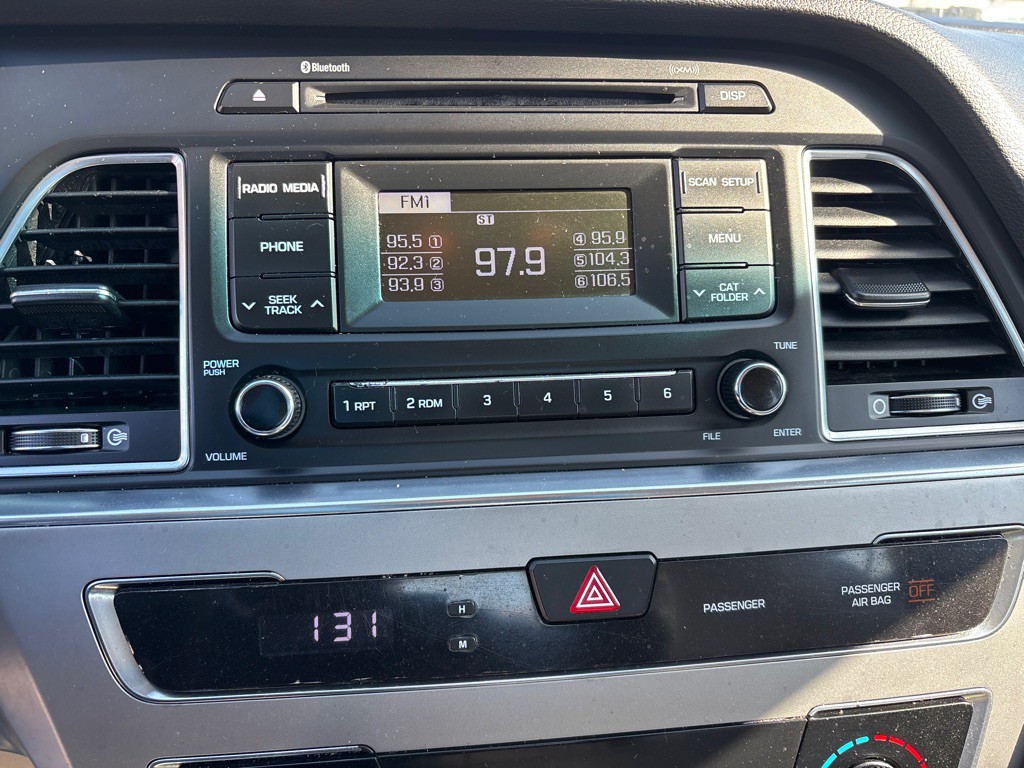 Bluetooth
((XM))
DISP
RADIO MEDIA
PHONE
SEEK
TRACK
FM1
ST
95.5 1
92.3 2
93.9 3
97.9
4 95.9
5 104.3
6 106.5
SCAN SETUP
MENU
CAT
FOLDER
POWER
PUSH
VOLUME
1 RPT 2 RDM 3 4 5 6
TUNE
FILE
ENTER
131
H
M
PASSENGER
PASSENGER
AIR BAG OFF